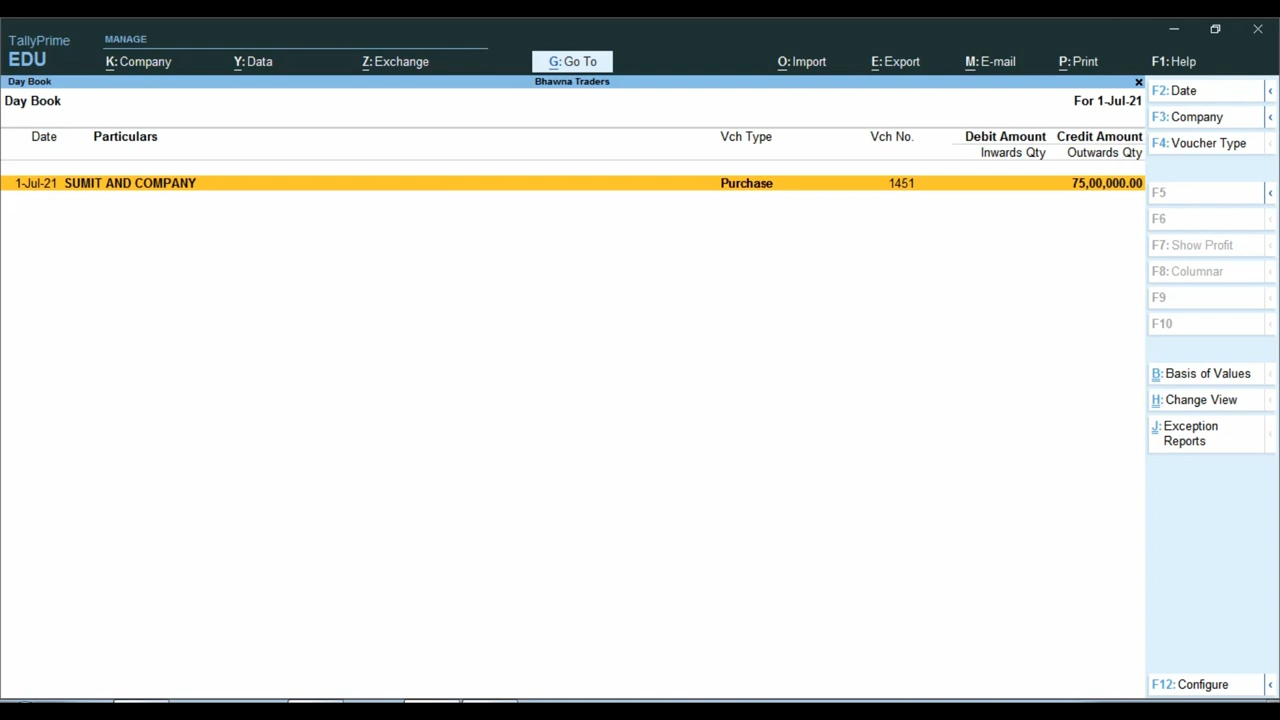 TallyPrime
EDU
MANAGE
K: Company
Y: Data
Z: Exchange
G: Go To
O: Import
E: Export
M: E-mail
P: Print
F1: Help
Day Book
Bhawna Traders
Day Book
For 1-Jul-21
Date
Particulars
Vch Type
Vch No.
Debit Amount
Credit Amount
Inwards Qty
Outwards Qty
1-Jul-21 SUMIT AND COMPANY
Purchase
1451
75,00,000.00
F2: Date
F3: Company
F4: Voucher Type
F5
F6
F7: Show Profit
F8: Columnar
F9
F10
B: Basis of Values
H: Change View
J: Exception
Reports
F12: Configure